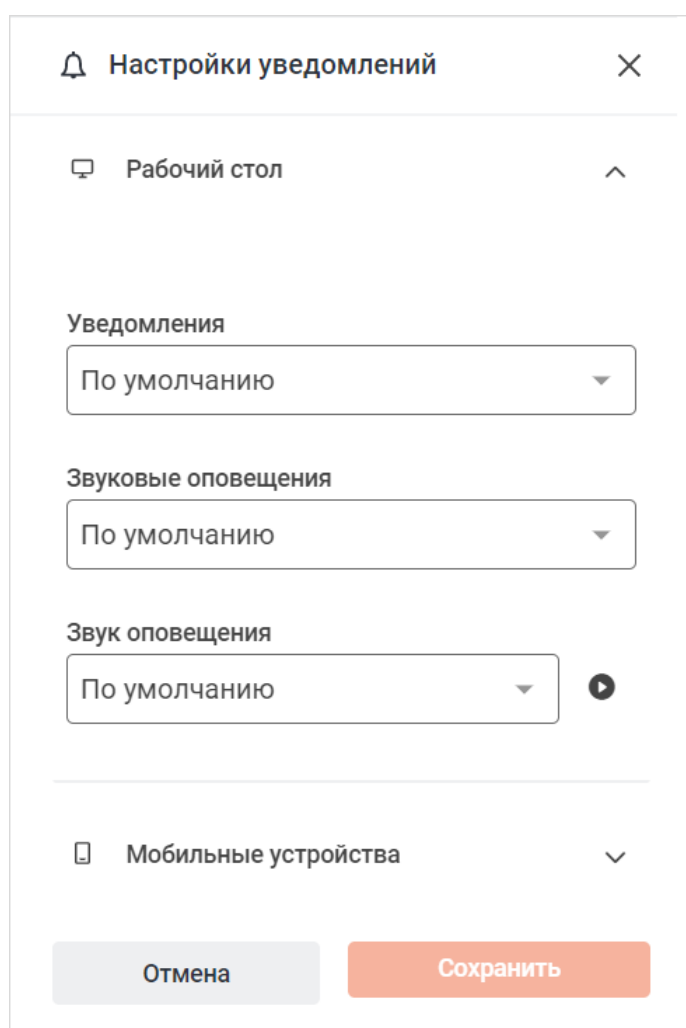 Настройки уведомлений
Рабочий стол
Уведомления
По умолчанию
Звуковые оповещения
По умолчанию
Звук оповещения
По умолчанию
Мобильные устройства
Отмена
Сохранить